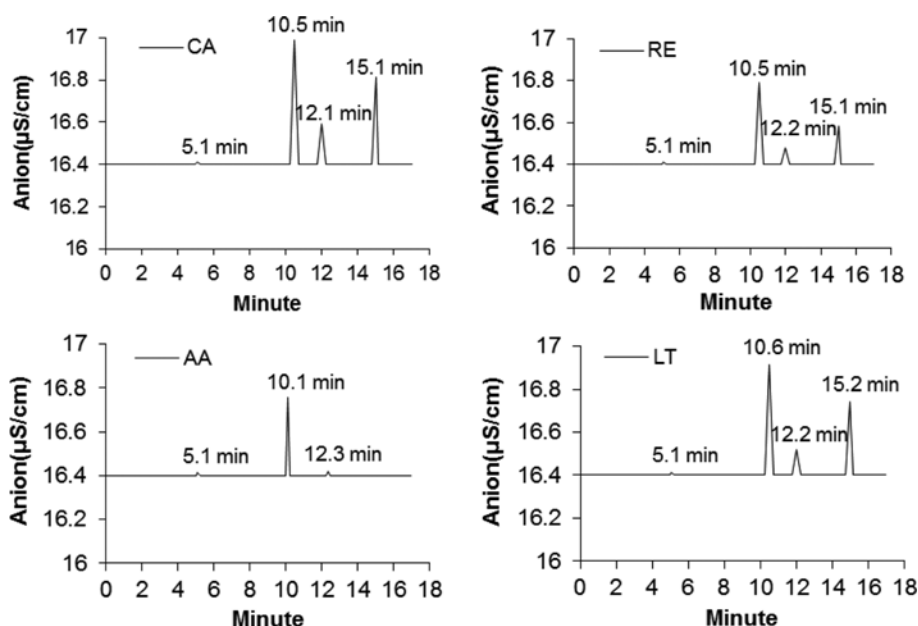 CA
17
16.8
16.6
16.4
16.2
16
Anion(µS/cm)
5.1 min
10.5 min
12.1 min
15.1 min
0 2 4 6 8 10 12 14 16 18
Minute
RE
17
16.8
16.6
16.4
16.2
16
Anion(µS/cm)
5.1 min
10.5 min
12.2 min
15.1 min
0 2 4 6 8 10 12 14 16 18
Minute
AA
17
16.8
16.6
16.4
16.2
16
Anion(µS/cm)
5.1 min
10.1 min
12.3 min
0 2 4 6 8 10 12 14 16 18
Minute
LT
17
16.8
16.6
16.4
16.2
16
Anion(µS/cm)
5.1 min
10.6 min
12.2 min
15.2 min
0 2 4 6 8 10 12 14 16 18
Minute